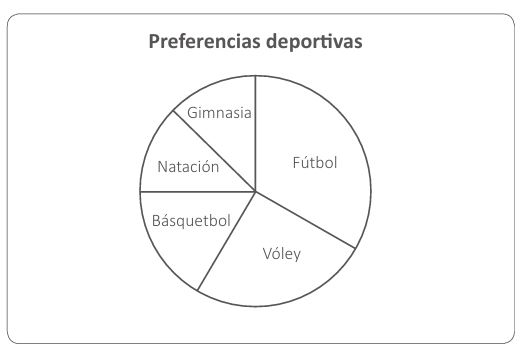 Preferencias deportivas
Gimnasia
Fútbol
Natación
Básquetbol
Vóley